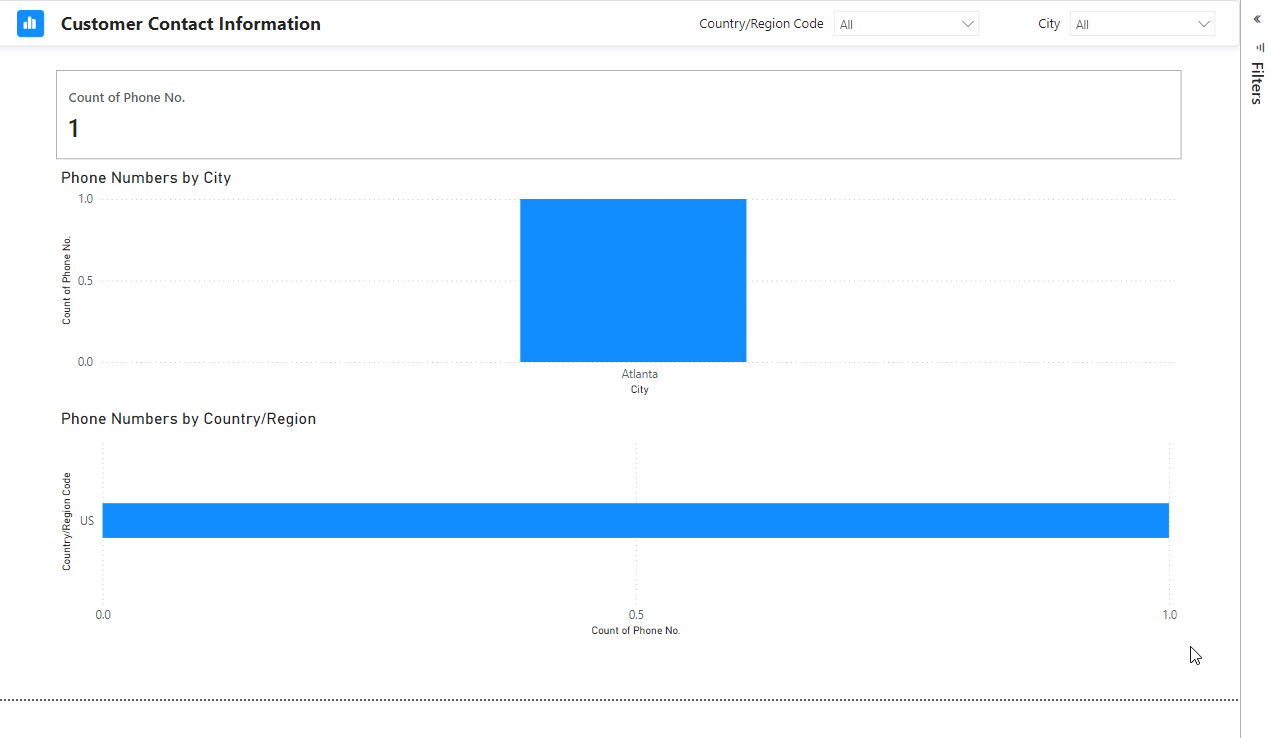 Customer Contact Information
Country/Region Code
All
City
All
Filters
Count of Phone No.
1
Phone Numbers by City
1.0
0.5
0.0
Count of Phone No.
Atlanta
City
Phone Numbers by Country/Region
Country/Region Code
US
0.0
0.5
1.0
Count of Phone No.